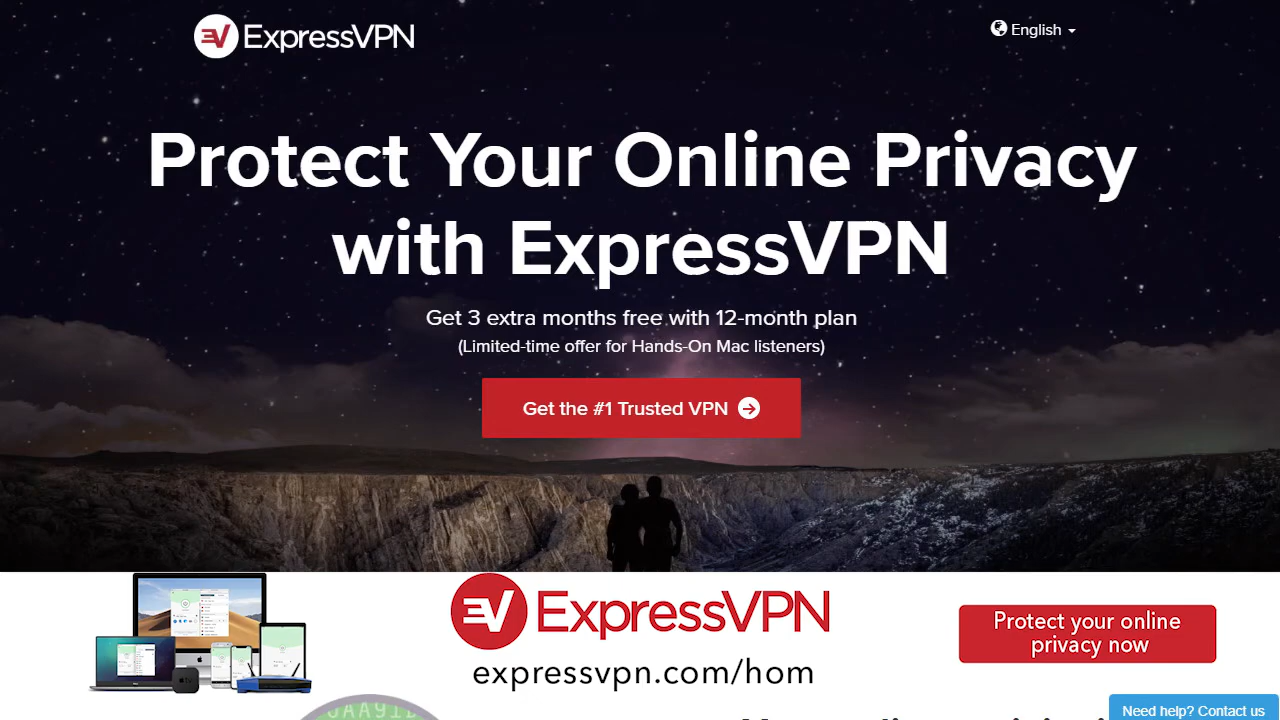 ExpressVPN
English
Protect Your Online Privacy
with ExpressVPN
Get 3 extra months free with 12-month plan
(Limited-time offer for Hands-On Mac listeners)
Get the #1 Trusted VPN
ExpressVPN
expressvpn.com/hom
Protect your online
privacy now
Need help? Contact us